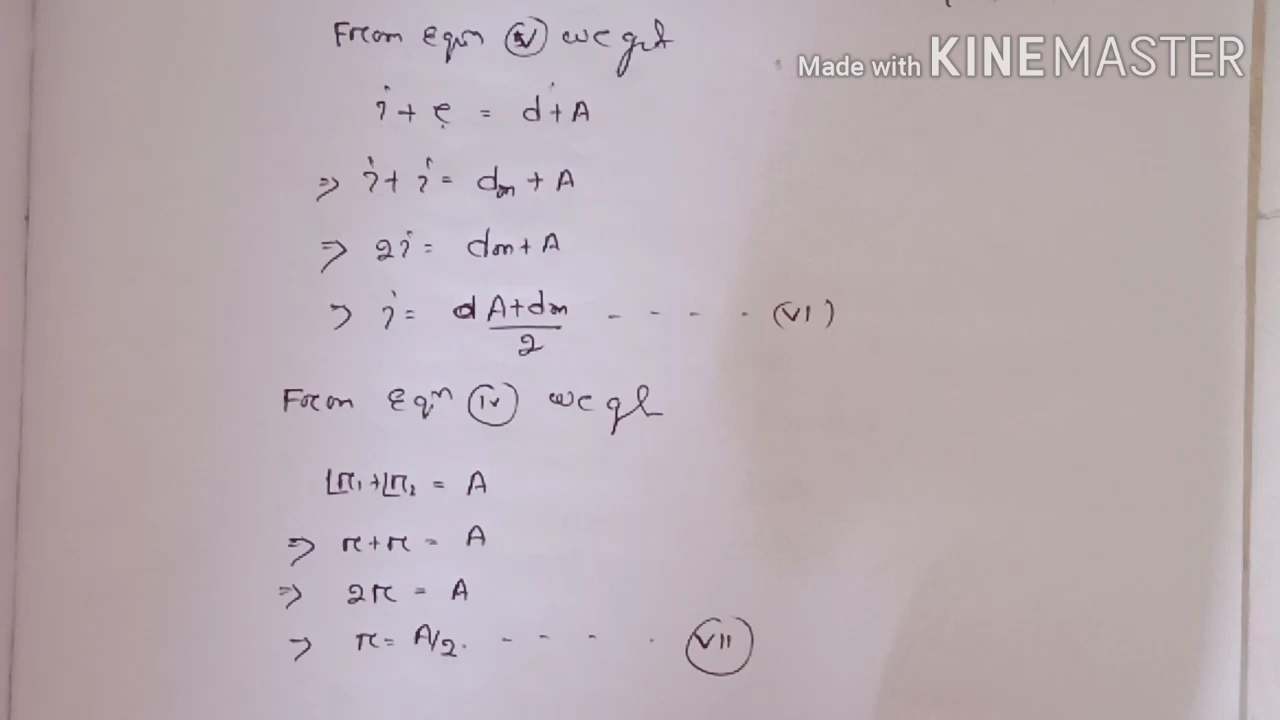 From eqn (V) we get
Made with KINEMASTER
i + e = d + A
⇒ i + i = dm + A
⇒ 2i = dm + A
⇒ i = d A+dm/2 - - - - (VI)
From Eqn (iv) we get
∠r1 + ∠r2 = A
⇒ r + r = A
⇒ 2r = A
⇒ r = A/2. - - - - (VII)